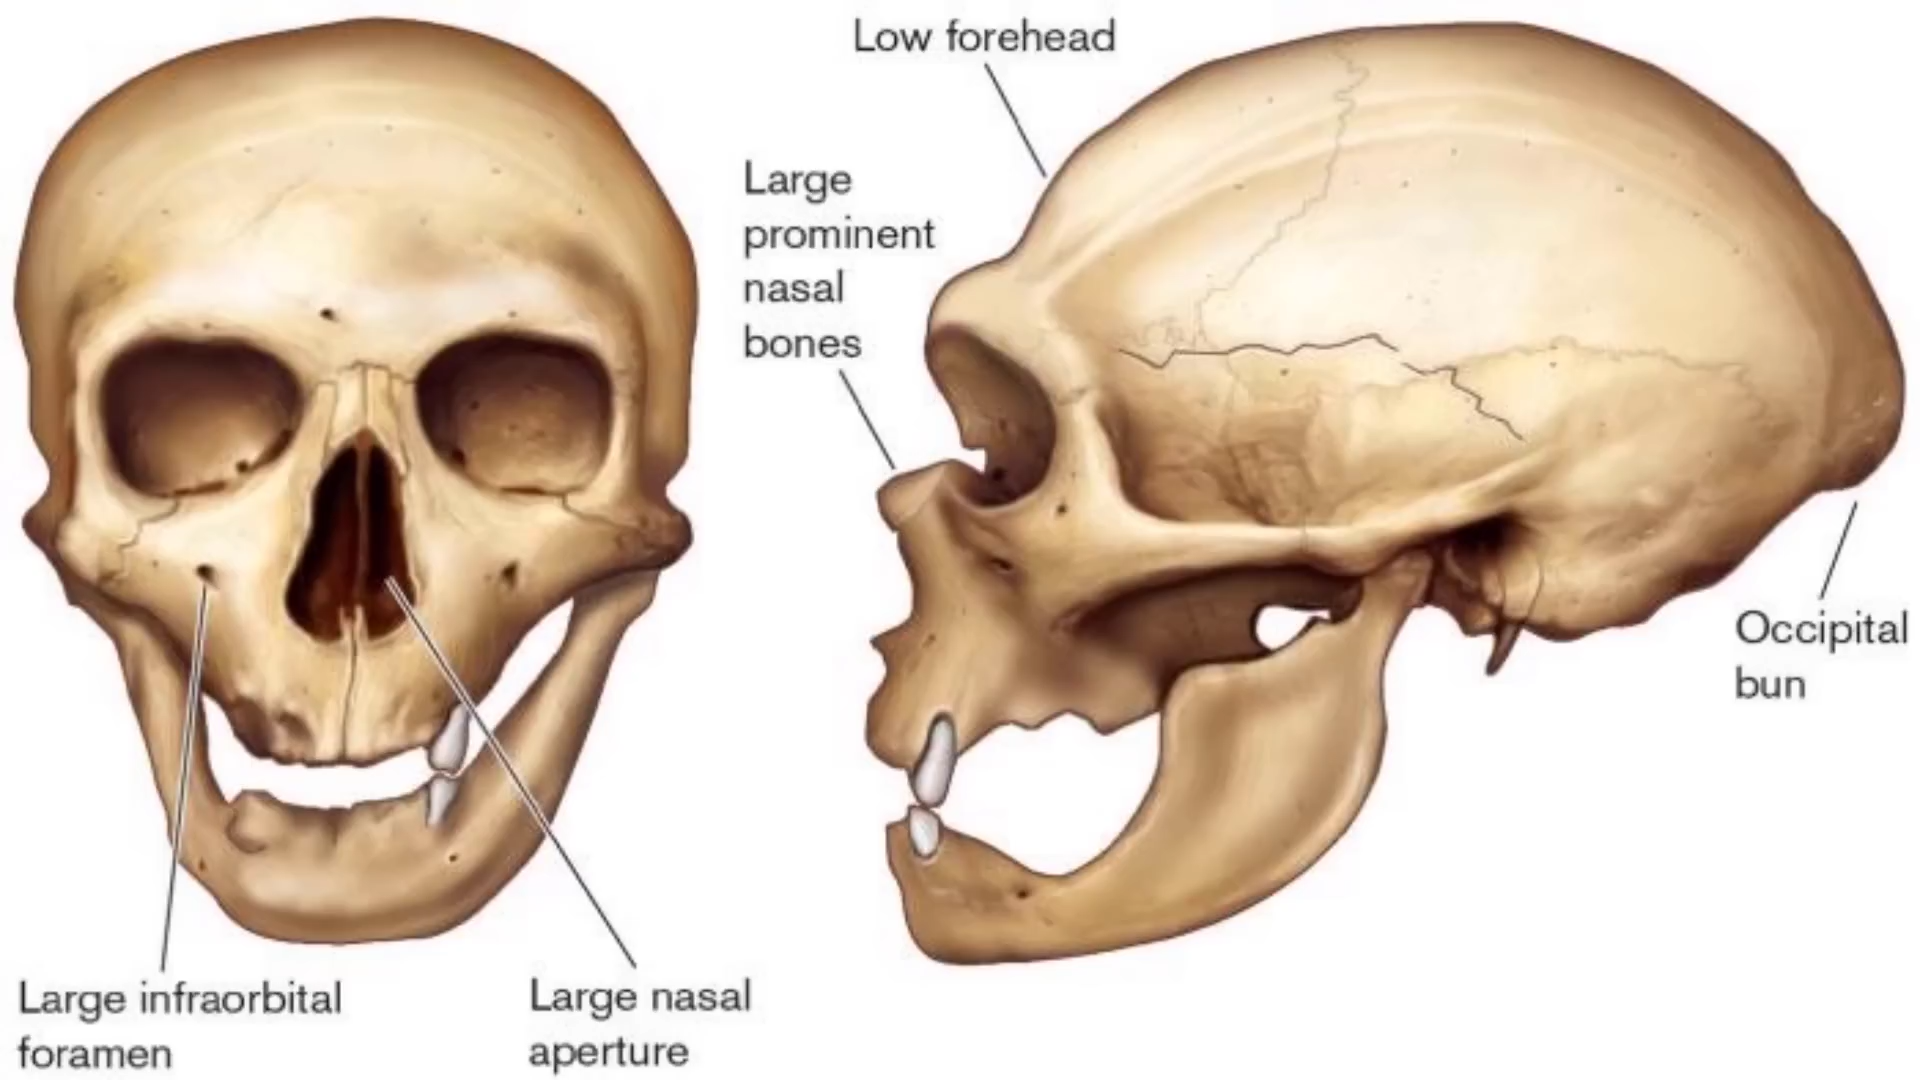 Low forehead
Large
prominent
nasal
bones
Occipital
bun
Large infraorbital
foramen
Large nasal
aperture